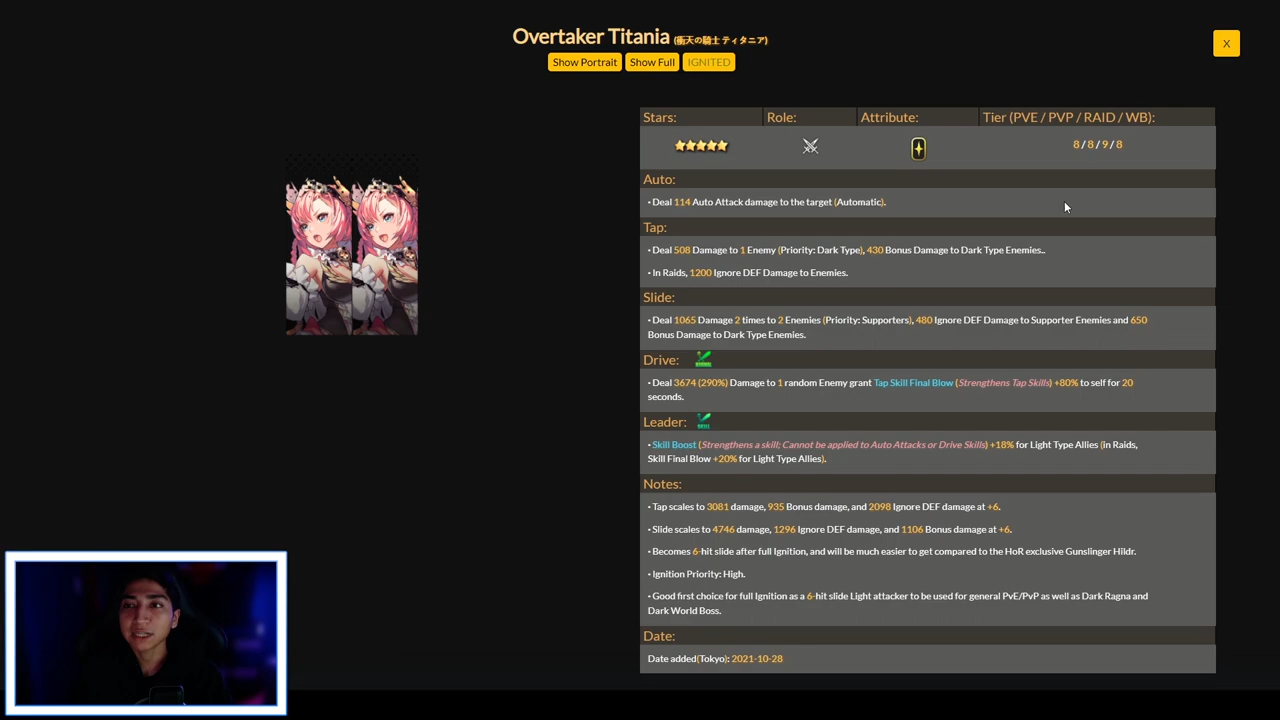 Overtaker Titania (衝天の騎士ティタニア)
X
Show Portrait Show Full IGNITED
Stars: Role: Attribute: Tier (PVE / PVP / RAID / WB):
8/8/9/8
Auto:
• Deal 114 Auto Attack damage to the target (Automatic).
Tap:
• Deal 508 Damage to 1 Enemy (Priority: Dark Type), 430 Bonus Damage to Dark Type Enemies..
• In Raids, 1200 Ignore DEF Damage to Enemies.
Slide:
• Deal 1065 Damage 2 times to 2 Enemies (Priority: Supporters), 480 Ignore DEF Damage to Supporter Enemies and 650
Bonus Damage to Dark Type Enemies.
Drive:
• Deal 3674 (290%) Damage to 1 random Enemy grant Tap Skill Final Blow (Strengthens Tap Skills) +80% to self for 20
seconds.
Leader:
• Skill Boost (Strengthens a skill; Cannot be applied to Auto Attacks or Drive Skills) +18% for Light Type Allies (in Raids,
Skill Final Blow +20% for Light Type Allies).
Notes:
• Tap scales to 3081 damage, 935 Bonus damage, and 2098 Ignore DEF damage at +6.
• Slide scales to 4746 damage, 1296 Ignore DEF damage, and 1106 Bonus damage at +6.
• Becomes 6-hit slide after full Ignition, and will be much easier to get compared to the HoR exclusive Gunslinger Hildr.
• Ignition Priority: High.
• Good first choice for full Ignition as a 6-hit slide Light attacker to be used for general PvE/PvP as well as Dark Ragna and
Dark World Boss.
Date:
Date added(Tokyo): 2021-10-28